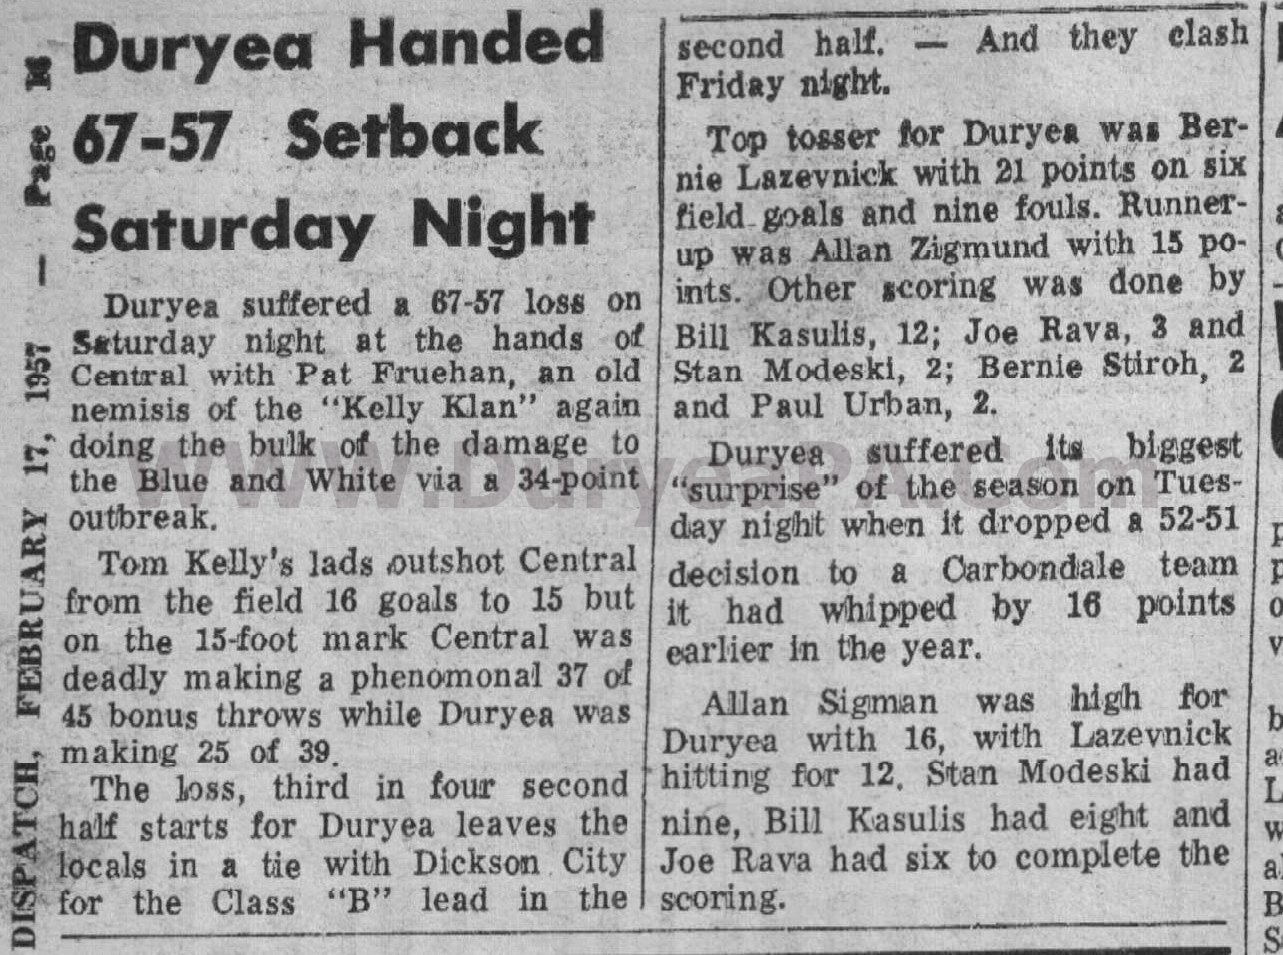 DISPATCH, FEBRUARY 17, 1957 — Page
Duryea Handed
67-57 Setback
Saturday Night
Duryea suffered a 67-57 loss on
Saturday night at the hands of
Central with Pat Fruehan, an old
nemisis of the "Kelly Klan" again
doing the bulk of the damage to
the Blue and White via a 34-point
outbreak.
Tom Kelly's lads outshot Central
from the field 16 goals to 15 but
on the 15-foot mark Central was
deadly making a phenomonal 37 of
45 bonus throws while Duryea was
making 25 of 39.
The loss, third in four second
half starts for Duryea leaves the
locals in a tie with Dickson City
for the Class "B" lead in the
second half. — And they clash
Friday night.
Top tosser for Duryea was Ber-
nie Lazevnick with 21 points on six
field goals and nine fouls. Runner-
up was Allan Zigmund with 15 po-
ints. Other scoring was done by
Bill Kasulis, 12; Joe Rava, 3 and
Stan Modeski, 2; Bernie Stiroh, 2
and Paul Urban, 2.
Duryea suffered its biggest
"surprise" of the season on Tues-
day night when it dropped a 52-51
decision to a Carbondale team
it had whipped by 16 points
earlier in the year.
Allan Sigman was high for
Duryea with 16, with Lazevnick
hitting for 12. Stan Modeski had
nine, Bill Kasulis had eight and
Joe Rava had six to complete the
scoring.
www.DuryeaPA.Com